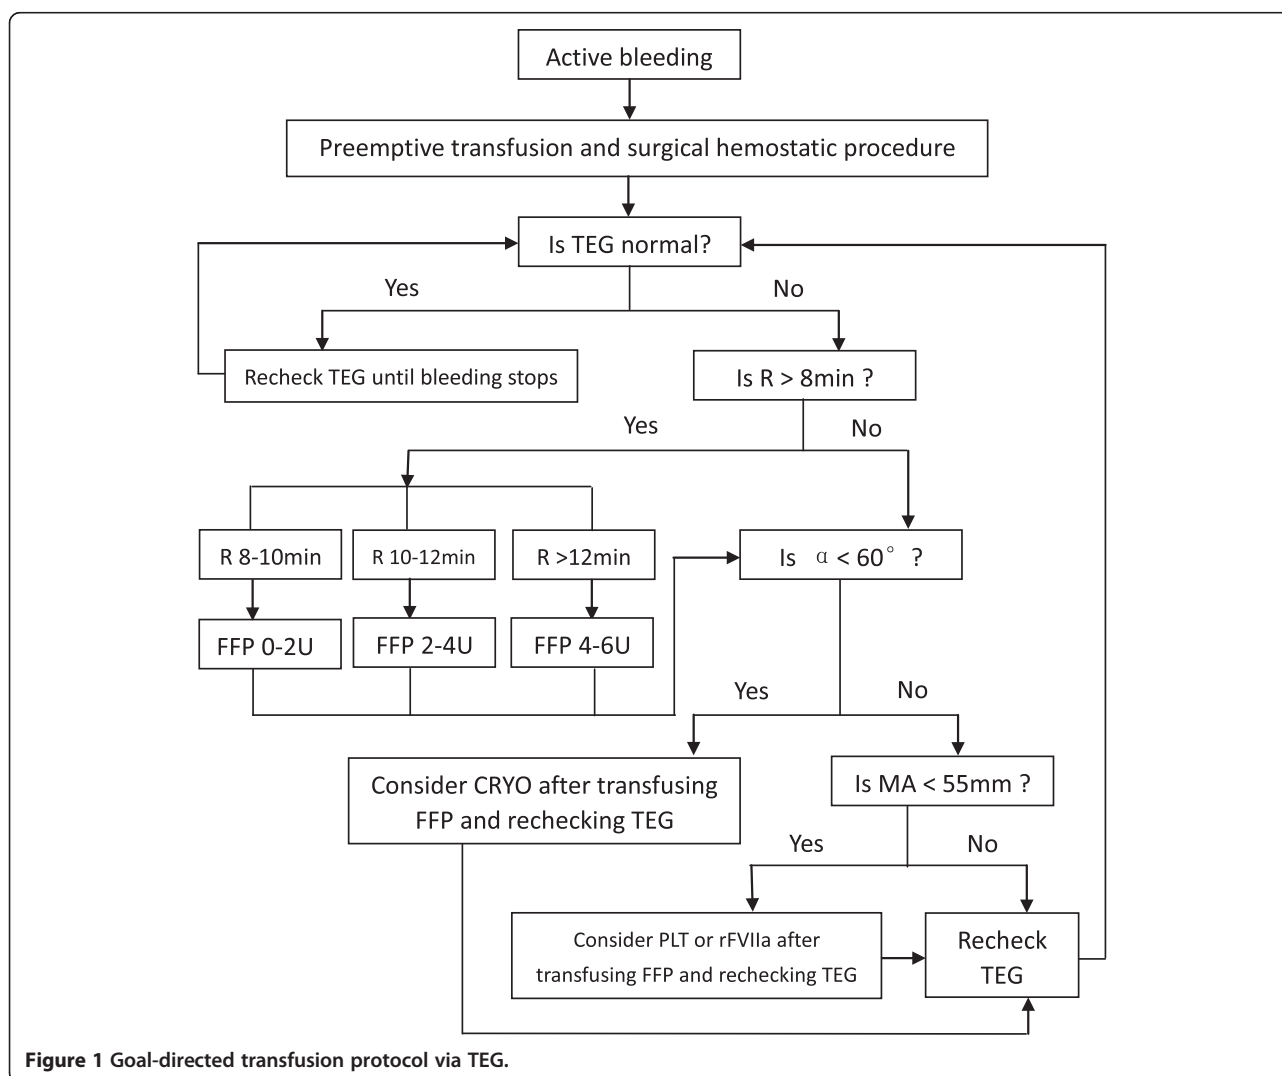 Active bleeding
Preemptive transfusion and surgical hemostatic procedure
Is TEG normal?
Yes
No
Recheck TEG until bleeding stops
Is R > 8min ?
Yes
No
R 8-10min
R 10-12min
R >12min
Is α < 60° ?
FFP 0-2U
FFP 2-4U
FFP 4-6U
Yes
No
Consider CRYO after transfusing
FFP and rechecking TEG
Is MA < 55mm ?
Yes
No
Consider PLT or rFVIIa after
transfusing FFP and rechecking TEG
Recheck
TEG
Figure 1 Goal-directed transfusion protocol via TEG.